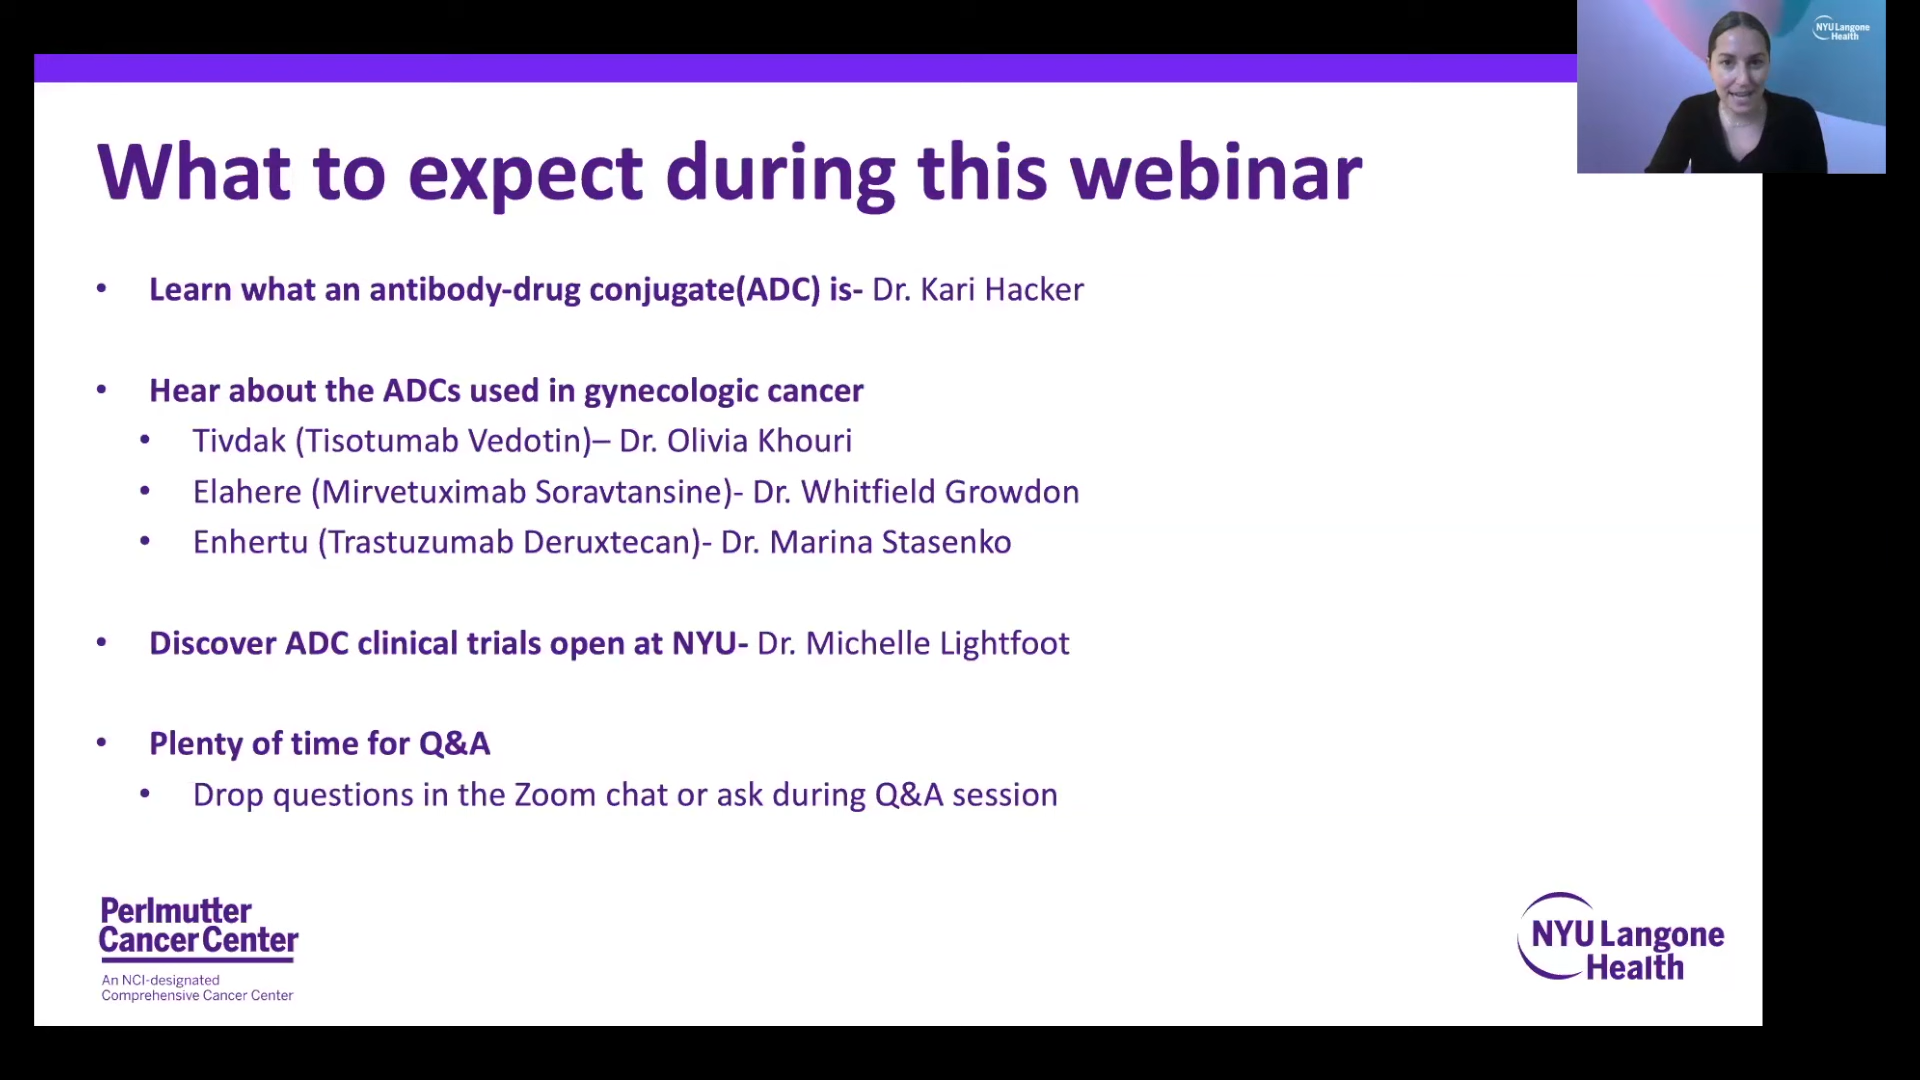 NYU Langone
Health
What to expect during this webinar
• Learn what an antibody-drug conjugate(ADC) is- Dr. Kari Hacker
• Hear about the ADCs used in gynecologic cancer
• Tivdak (Tisotumab Vedotin)– Dr. Olivia Khouri
• Elahere (Mirvetuximab Soravtansine)- Dr. Whitfield Growdon
• Enhertu (Trastuzumab Deruxtecan)- Dr. Marina Stasenko
• Discover ADC clinical trials open at NYU- Dr. Michelle Lightfoot
• Plenty of time for Q&A
• Drop questions in the Zoom chat or ask during Q&A session
Perlmutter
Cancer Center
An NCI-designated
Comprehensive Cancer Center
NYU Langone
Health